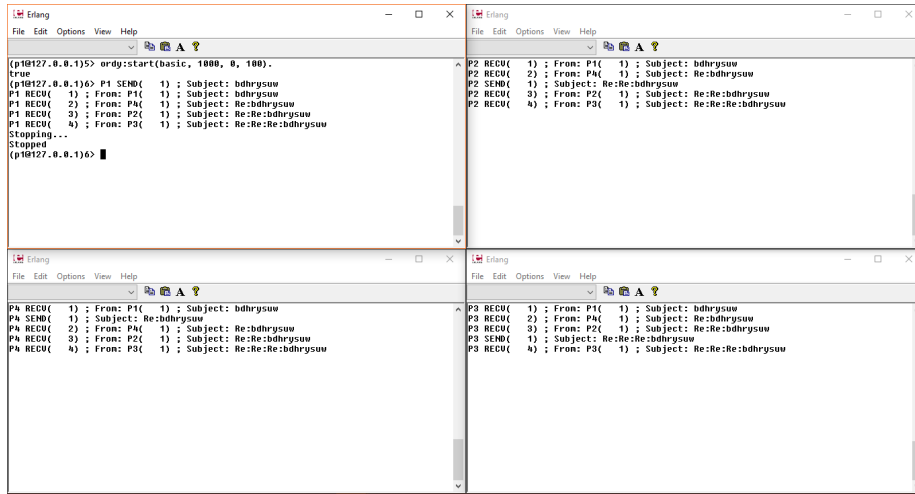 Erlang
File Edit Options View Help
(p1@127.0.0.1)5> ordy:start(basic, 1000, 0, 100).
true
(p1@127.0.0.1)6> P1 SEND(   1) ; Subject: bdhrysuw
P1 RECV(   1) ; From: P1(   1) ; Subject: bdhrysuw
P1 RECV(   2) ; From: P4(   1) ; Subject: Re:bdhrysuw
P1 RECV(   3) ; From: P2(   1) ; Subject: Re:Re:bdhrysuw
P1 RECV(   4) ; From: P3(   1) ; Subject: Re:Re:Re:bdhrysuw
Stopping...
Stopped
(p1@127.0.0.1)6>
Erlang
File Edit Options View Help
P2 RECV(   1) ; From: P1(   1) ; Subject: bdhrysuw
P2 RECV(   2) ; From: P4(   1) ; Subject: Re:bdhrysuw
P2 SEND(   1) ; Subject: Re:Re:bdhrysuw
P2 RECV(   3) ; From: P2(   1) ; Subject: Re:Re:bdhrysuw
P2 RECV(   4) ; From: P3(   1) ; Subject: Re:Re:Re:bdhrysuw
Erlang
File Edit Options View Help
P4 RECV(   1) ; From: P1(   1) ; Subject: bdhrysuw
P4 SEND(   1) ; Subject: Re:bdhrysuw
P4 RECV(   2) ; From: P4(   1) ; Subject: Re:bdhrysuw
P4 RECV(   3) ; From: P2(   1) ; Subject: Re:Re:bdhrysuw
P4 RECV(   4) ; From: P3(   1) ; Subject: Re:Re:Re:bdhrysuw
Erlang
File Edit Options View Help
P3 RECV(   1) ; From: P1(   1) ; Subject: bdhrysuw
P3 RECV(   2) ; From: P4(   1) ; Subject: Re:bdhrysuw
P3 RECV(   3) ; From: P2(   1) ; Subject: Re:Re:bdhrysuw
P3 SEND(   1) ; Subject: Re:Re:Re:bdhrysuw
P3 RECV(   4) ; From: P3(   1) ; Subject: Re:Re:Re:bdhrysuw